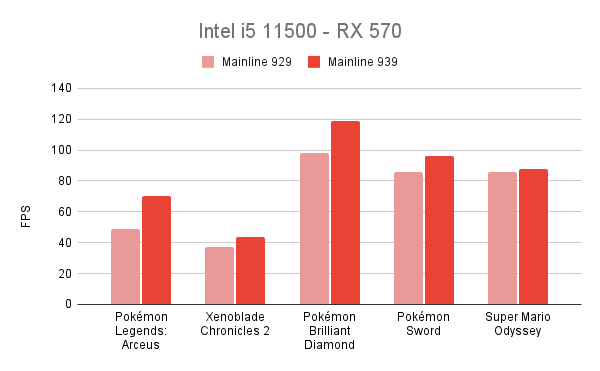 Intel i5 11500 - RX 570
Mainline 929
Mainline 939
FPS
140
120
100
80
60
40
20
0
Pokémon
Legends:
Arceus
Xenoblade
Chronicles 2
Pokémon
Brilliant
Diamond
Pokémon
Sword
Super Mario
Odyssey